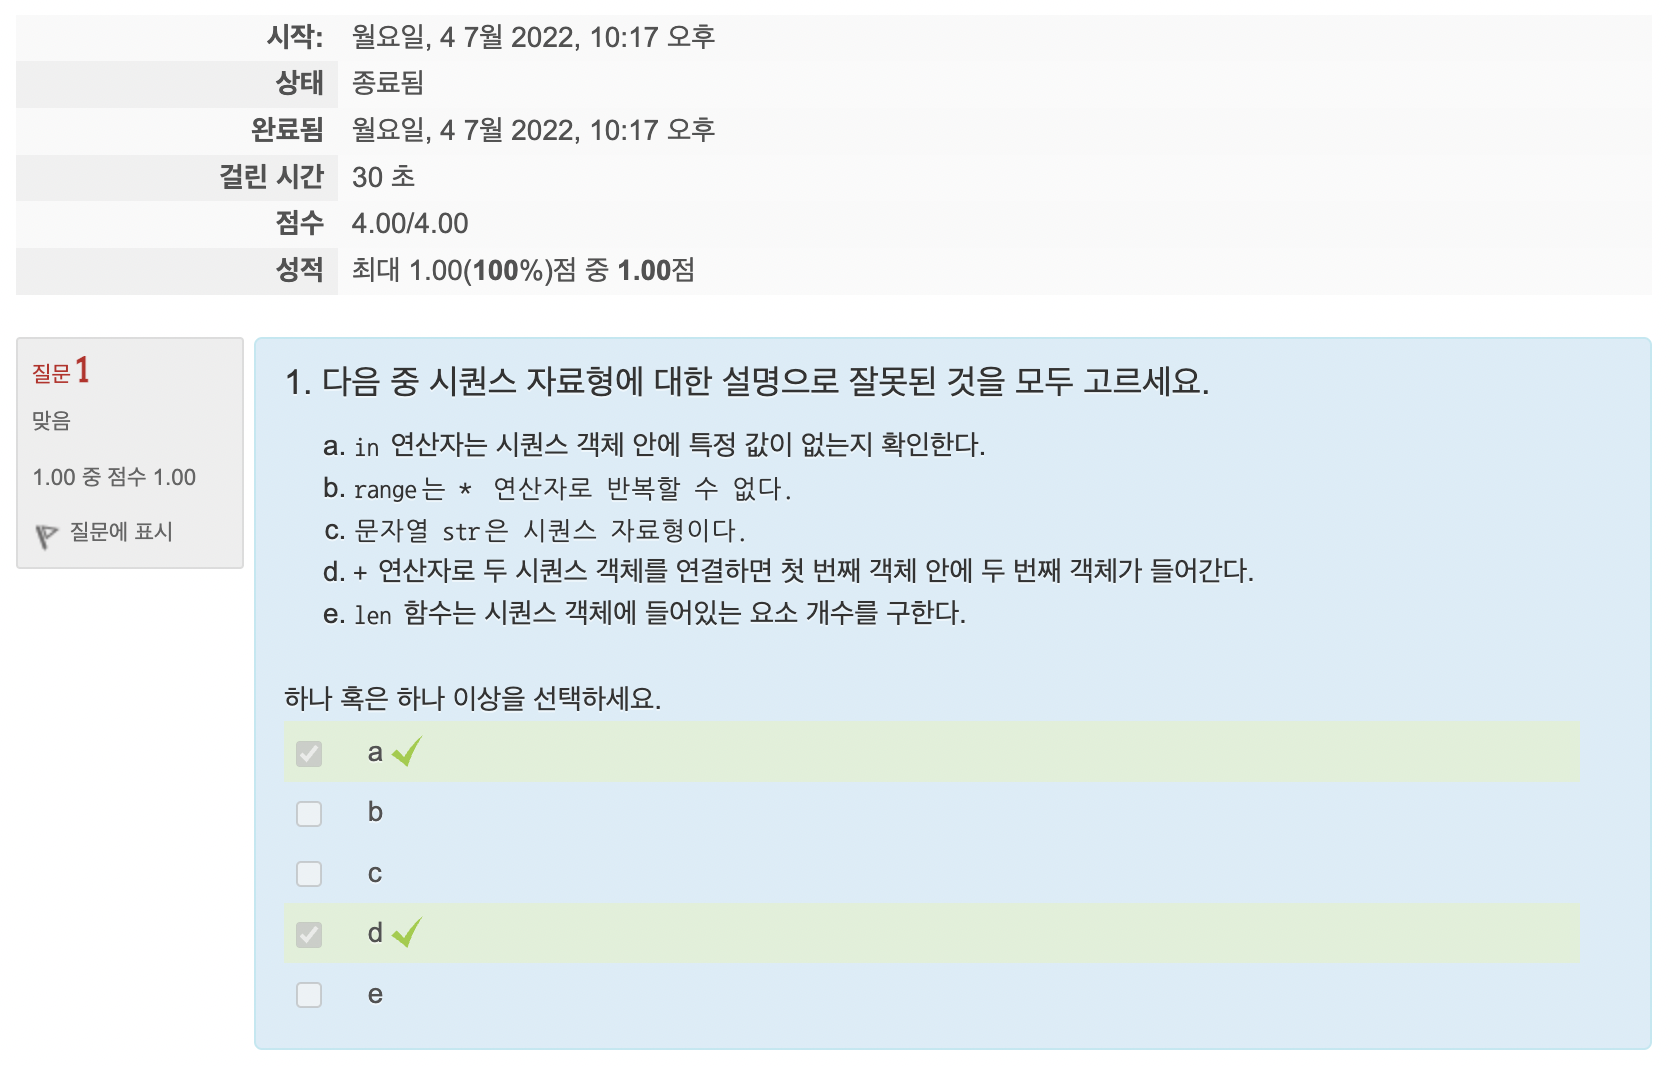 시작: 월요일, 4 7월 2022, 10:17 오후
상태 종료됨
완료됨 월요일, 4 7월 2022, 10:17 오후
걸린 시간 30 초
점수 4.00/4.00
성적 최대 1.00(100%)점 중 1.00점
질문 1
맞음
1.00 중 점수 1.00
질문에 표시
1. 다음 중 시퀀스 자료형에 대한 설명으로 잘못된 것을 모두 고르세요.
a. in 연산자는 시퀀스 객체 안에 특정 값이 없는지 확인한다.
b. range는 * 연산자로 반복할 수 없다.
c. 문자열 str은 시퀀스 자료형이다.
d. + 연산자로 두 시퀀스 객체를 연결하면 첫 번째 객체 안에 두 번째 객체가 들어간다.
e. len 함수는 시퀀스 객체에 들어있는 요소 개수를 구한다.
하나 혹은 하나 이상을 선택하세요.
a
b
c
d
e